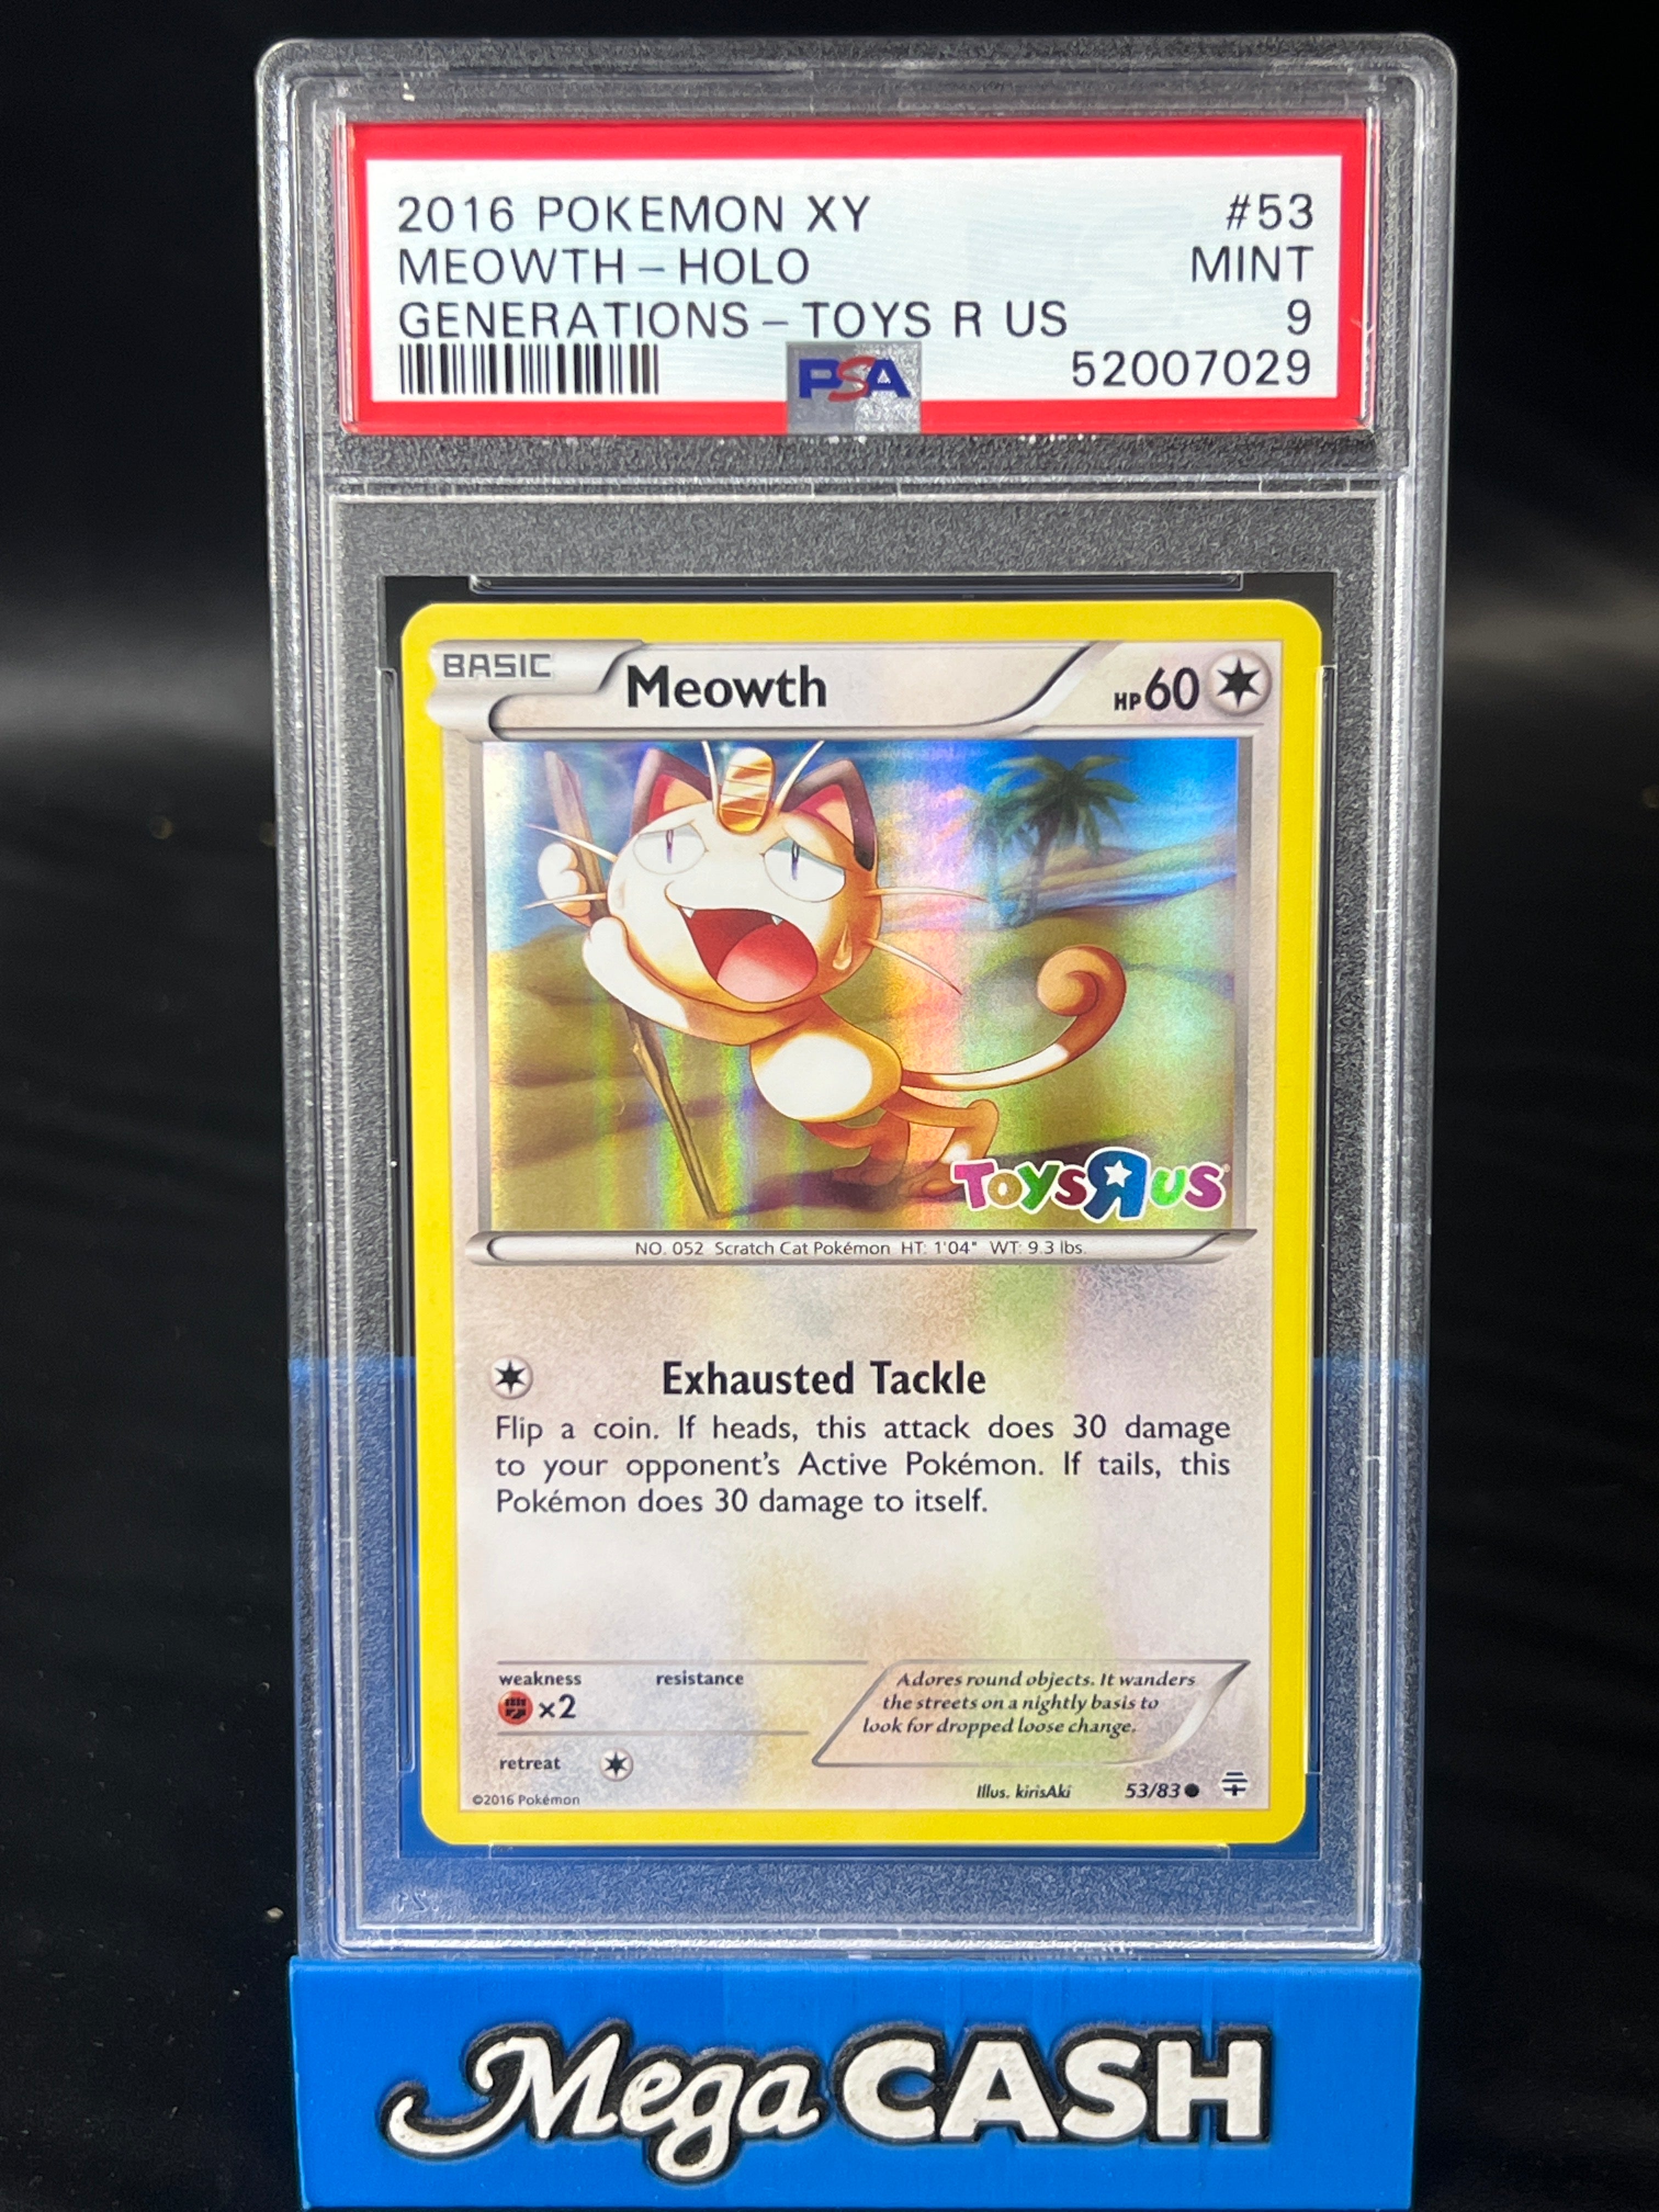 2016 POKEMON XY #53
MEOWTH – HOLO MINT
GENERATIONS – TOYS R US 9
PSA 52007029
BASIC Meowth HP 60
TOYS R US
NO. 052 Scratch Cat Pokémon HT: 1'04" WT: 9.3 lbs.
Exhausted Tackle
Flip a coin. If heads, this attack does 30 damage
to your opponent's Active Pokémon. If tails, this
Pokémon does 30 damage to itself.
weakness resistance
×2
Adores round objects. It wanders
the streets on a nightly basis to
look for dropped loose change.
retreat
©2016 Pokémon
Illus. kirisAki 53/83
Mega CASH